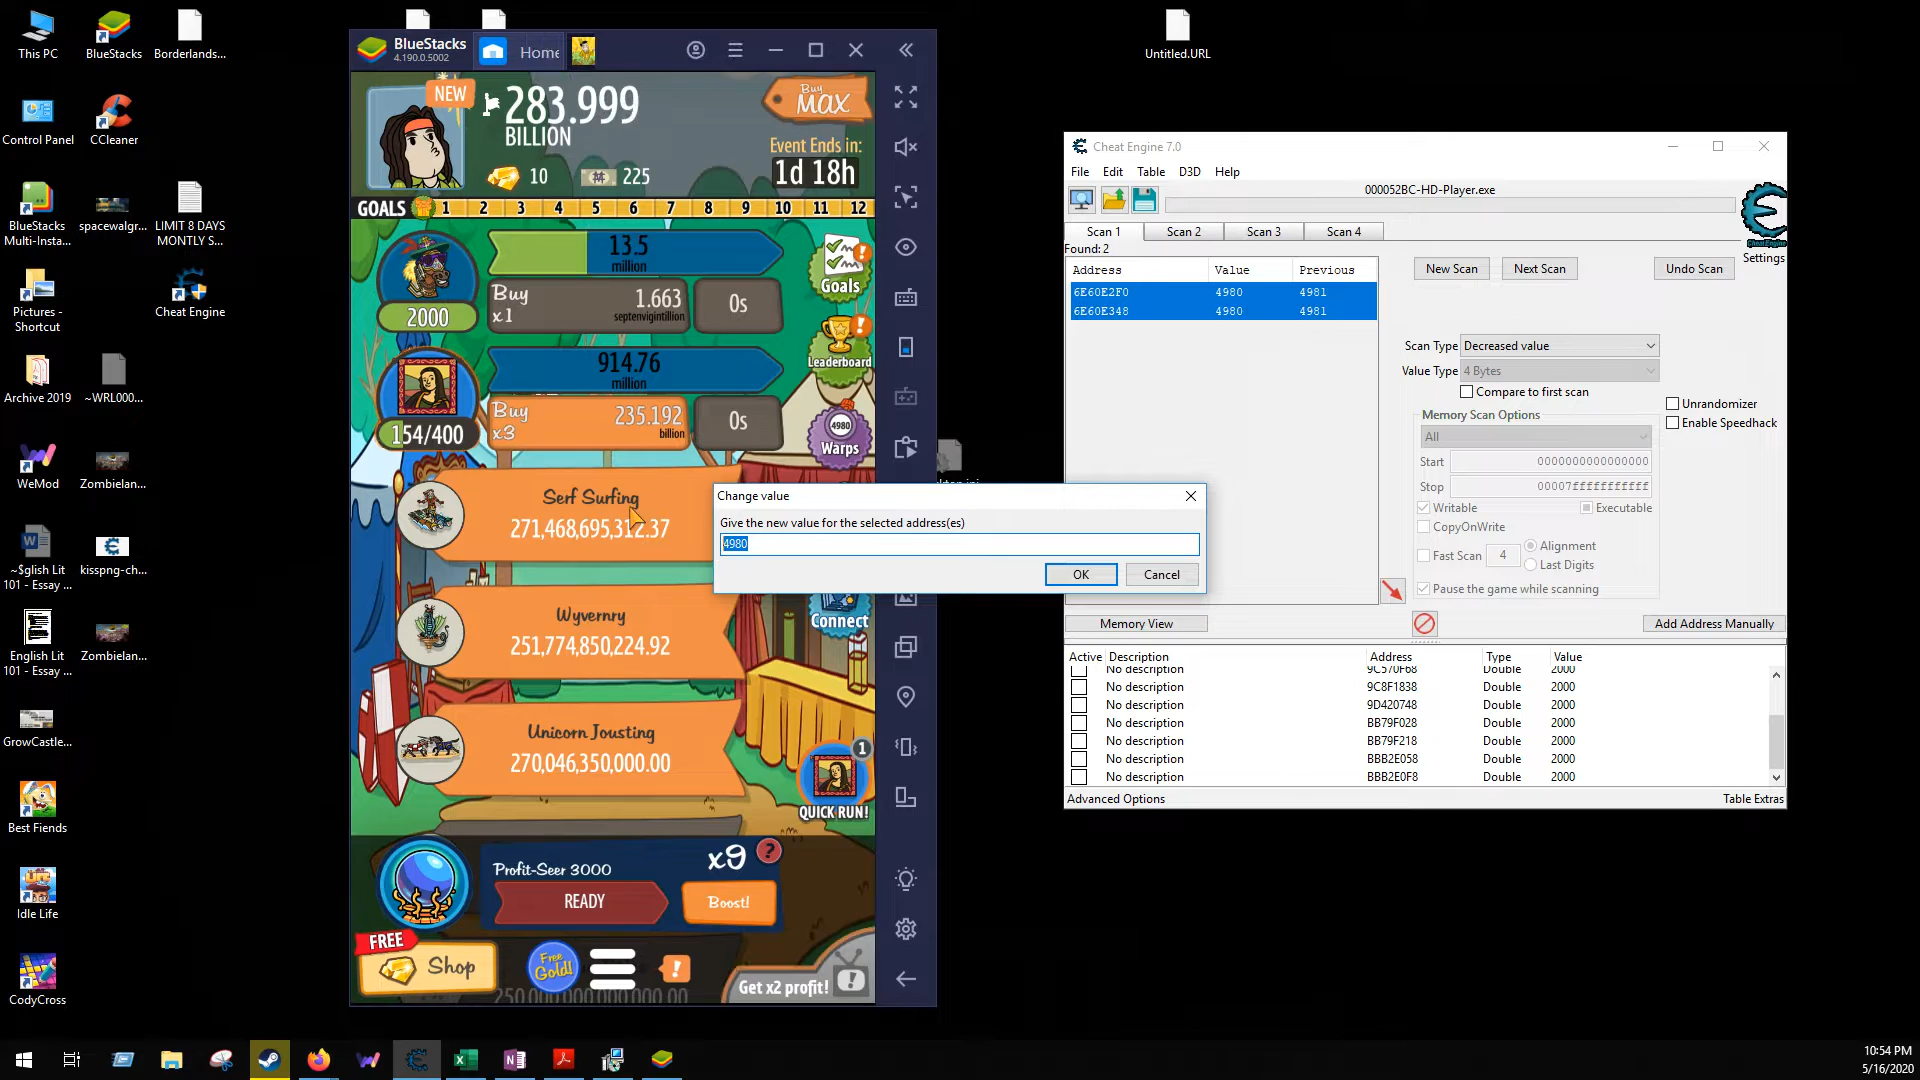 This PC
BlueStacks
Borderlands...
Control Panel
CCleaner
BlueStacks
Multi-Insta...
spacewalgr...
LIMIT 8 DAYS
MONTLY S...
Pictures -
Shortcut
Cheat Engine
Archive 2019
~WRL000...
WeMod
Zombielan...
~$glish Lit
101 - Essay ...
kisspng-ch...
English Lit
101 - Essay ...
Zombielan...
GrowCastle...
Best Fiends
Idle Life
CodyCross
Untitled.URL
BlueStacks
4.190.0.5002
Home
NEW
283.999
BILLION
Buy
MAX
Event Ends in:
1d 18h
10
225
GOALS
1 2 3 4 5 6 7 8 9 10 11 12
13.5
million
2000
Buy
x1
1.663
septenvigintillion
0s
Goals
914.76
million
Leaderboard
154/400
Buy
x3
235.192
billion
0s
4980
Warps
Serf Surfing
271,468,695,312.37
Wyvernry
251,774,850,224.92
Connect
Unicorn Jousting
270,046,350,000.00
1
QUICK RUN!
Profit-Seer 3000
x9
?
READY
Boost!
FREE
Shop
Free
Gold!
!
Get x2 profit!
!
Cheat Engine 7.0
File Edit Table D3D Help
000052BC-HD-Player.exe
Scan 1 Scan 2 Scan 3 Scan 4
Found: 2
Settings
Address Value Previous
6E60E2F0 4980 4981
6E60E348 4980 4981
New Scan
Next Scan
Undo Scan
Scan Type Decreased value
Value Type 4 Bytes
Compare to first scan
Unrandomizer
Enable Speedhack
Memory Scan Options
All
Start 0000000000000000
Stop 00007fffffffffff
Writable Executable
CopyOnWrite
Fast Scan 4 Alignment
Last Digits
Pause the game while scanning
Memory View
Add Address Manually
Change value
Give the new value for the selected address(es)
4980
OK
Cancel
Active Description Address Type Value
No description 9C570F68 Double 2000
No description 9C8F1838 Double 2000
No description 9D420748 Double 2000
No description BB79F028 Double 2000
No description BB79F218 Double 2000
No description BBB2E058 Double 2000
No description BBB2E0F8 Double 2000
Advanced Options
Table Extras
10:54 PM
5/16/2020